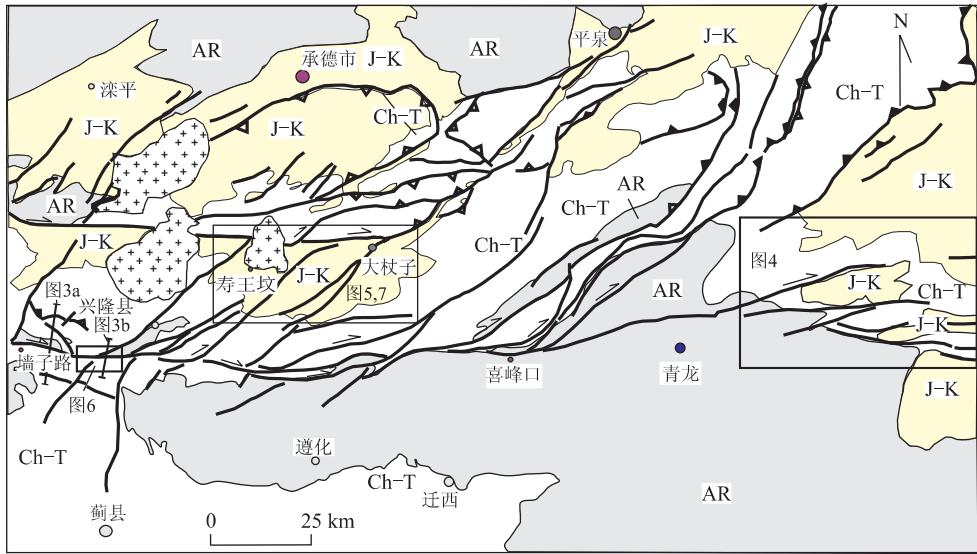 AR
承德市
J–K
AR
平泉
J–K
N
滦平
Ch–T
J–K
J–K
Ch–T
AR
AR
Ch–T
J–K
J–K
Ch–T
大杖子
图4
寿王坟
J–K
图5,7
AR
J–K
Ch–T
图3a
兴隆县
图3b
J–K
墙子路
喜峰口
青龙
J–K
图6
遵化
Ch–T
Ch–T
迁西
AR
蓟县
0
25 km